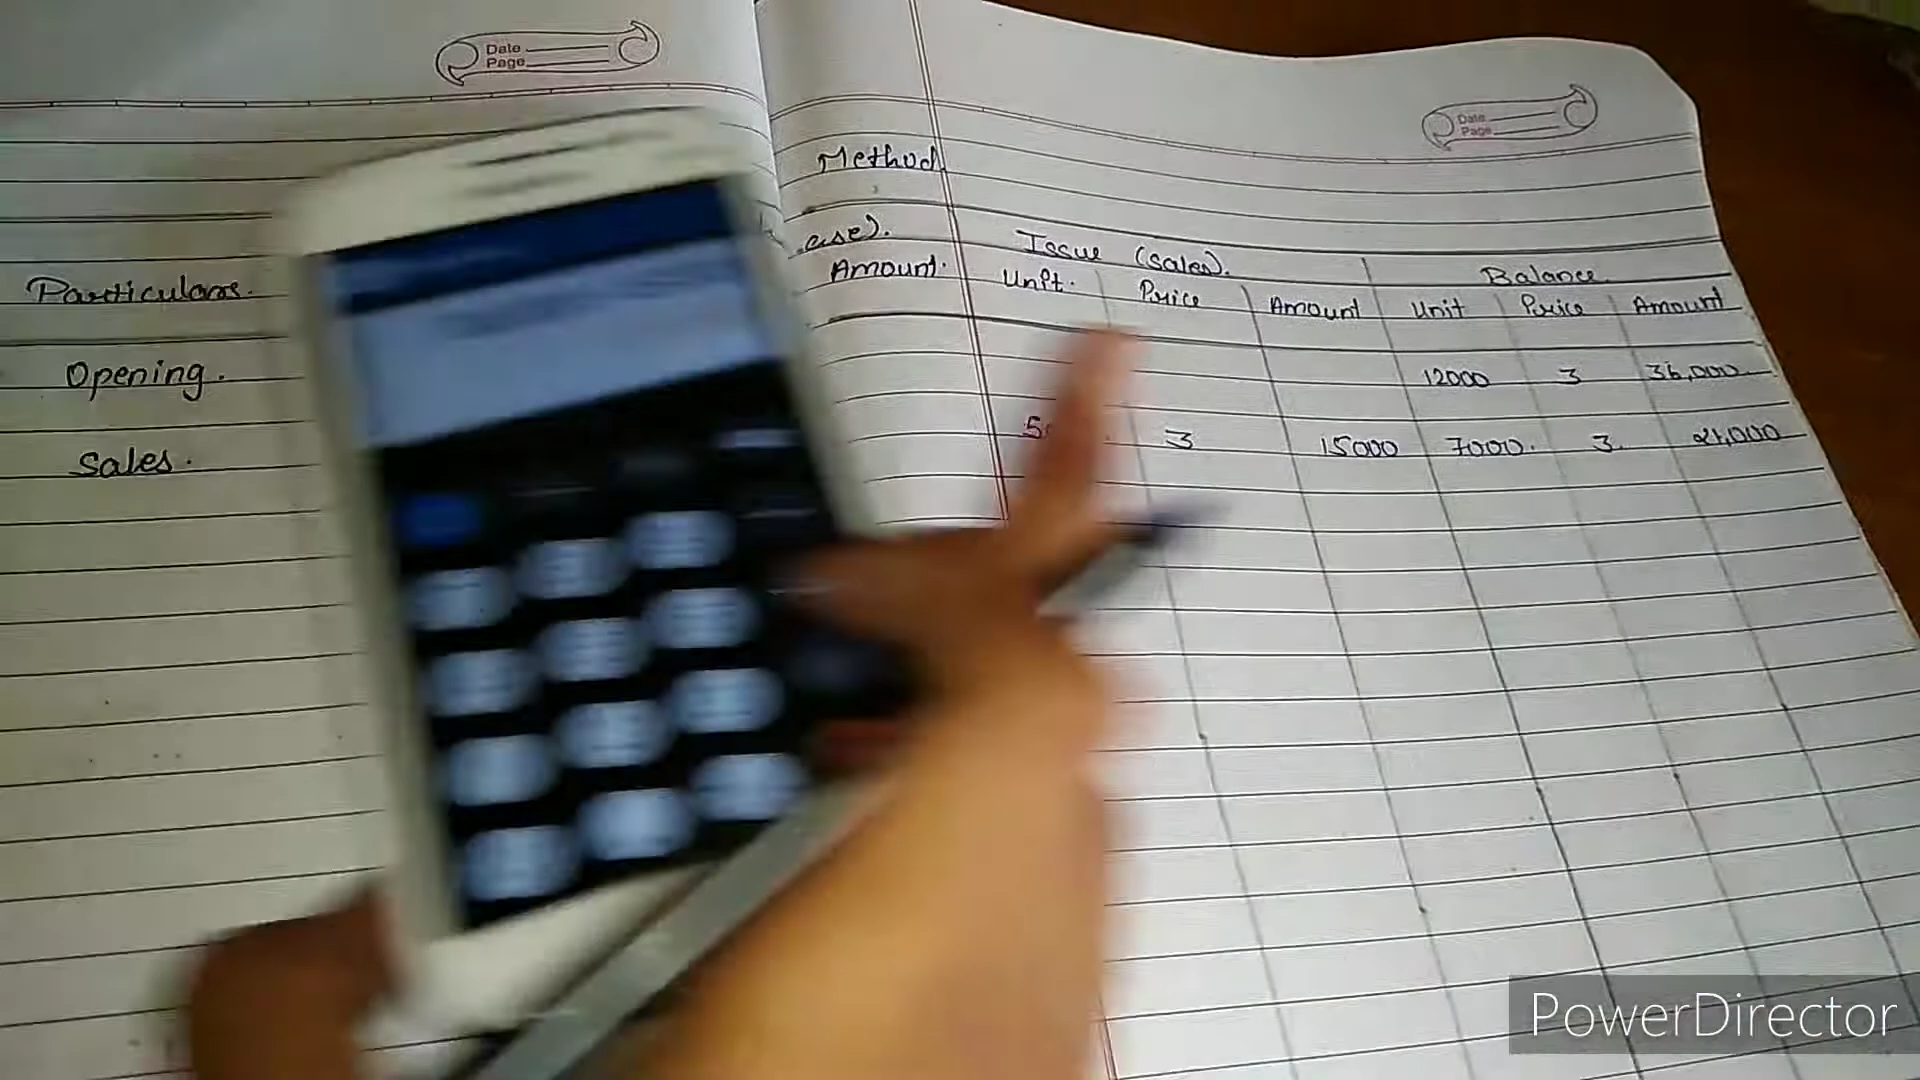 Date
Page
Date
Page
Method.
ase).
Issue (Sales).
Balance.
Particulars.
Amount.
Unit.
Price
Amount
Unit
Price
Amount
Opening.
12000
3
36,000
Sales.
3
15000
7000.
3.
21,000
PowerDirector